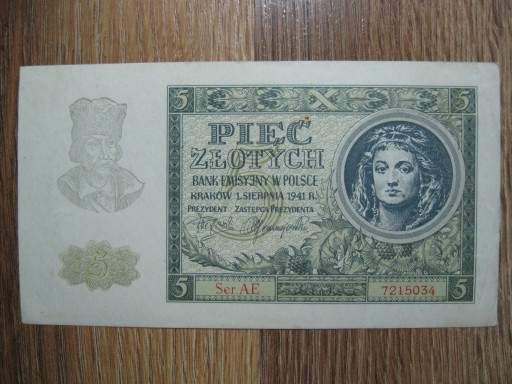 5 5
PIĘĆ
ZŁOTYCH
BANK EMISYJNY W POLSCE
KRAKÓW 1. SIERPNIA 1941 R.
PREZYDENT ZASTĘPCA PREZYDENTA
5 5 Ser AE 7215034 5